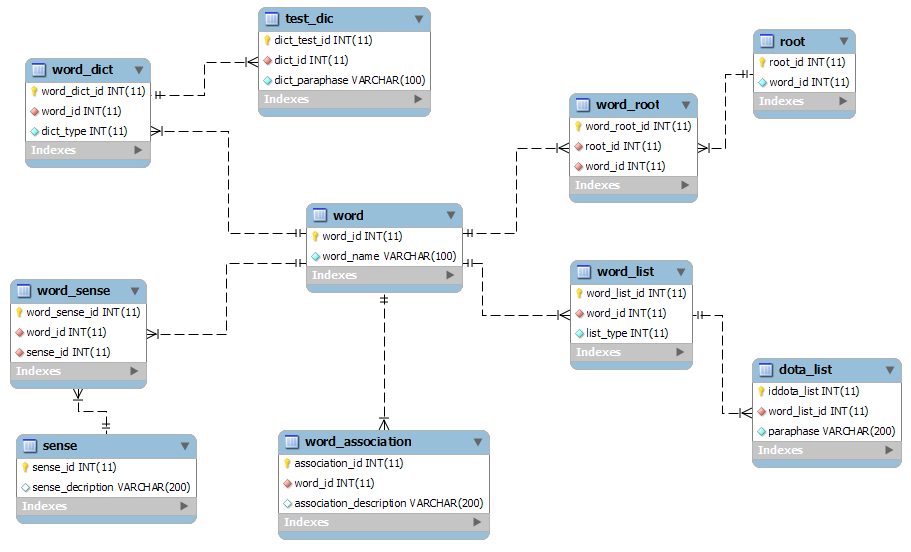 test_dic
dict_test_id INT(11)
dict_id INT(11)
dict_paraphase VARCHAR(100)
Indexes
root
root_id INT(11)
word_id INT(11)
Indexes
word_dict
word_dict_id INT(11)
word_id INT(11)
dict_type INT(11)
Indexes
word_root
word_root_id INT(11)
root_id INT(11)
word_id INT(11)
Indexes
word
word_id INT(11)
word_name VARCHAR(100)
Indexes
word_list
word_list_id INT(11)
word_id INT(11)
list_type INT(11)
Indexes
word_sense
word_sense_id INT(11)
word_id INT(11)
sense_id INT(11)
Indexes
dota_list
iddota_list INT(11)
word_list_id INT(11)
paraphase VARCHAR(200)
Indexes
sense
sense_id INT(11)
sense_decription VARCHAR(200)
Indexes
word_association
association_id INT(11)
word_id INT(11)
association_description VARCHAR(200)
Indexes